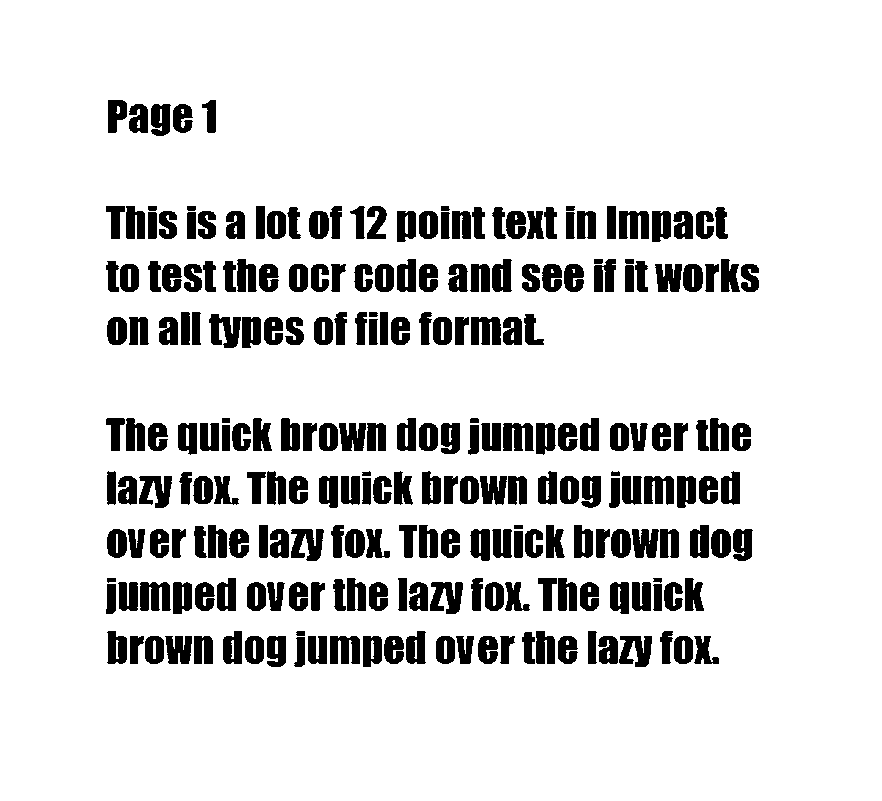 Page 1
This is a lot of 12 point text in Impact
to test the ocr code and see if it works
on all types of file format.
The quick brown dog jumped over the
lazy fox. The quick brown dog jumped
over the lazy fox. The quick brown dog
jumped over the lazy fox. The quick
brown dog jumped over the lazy fox.